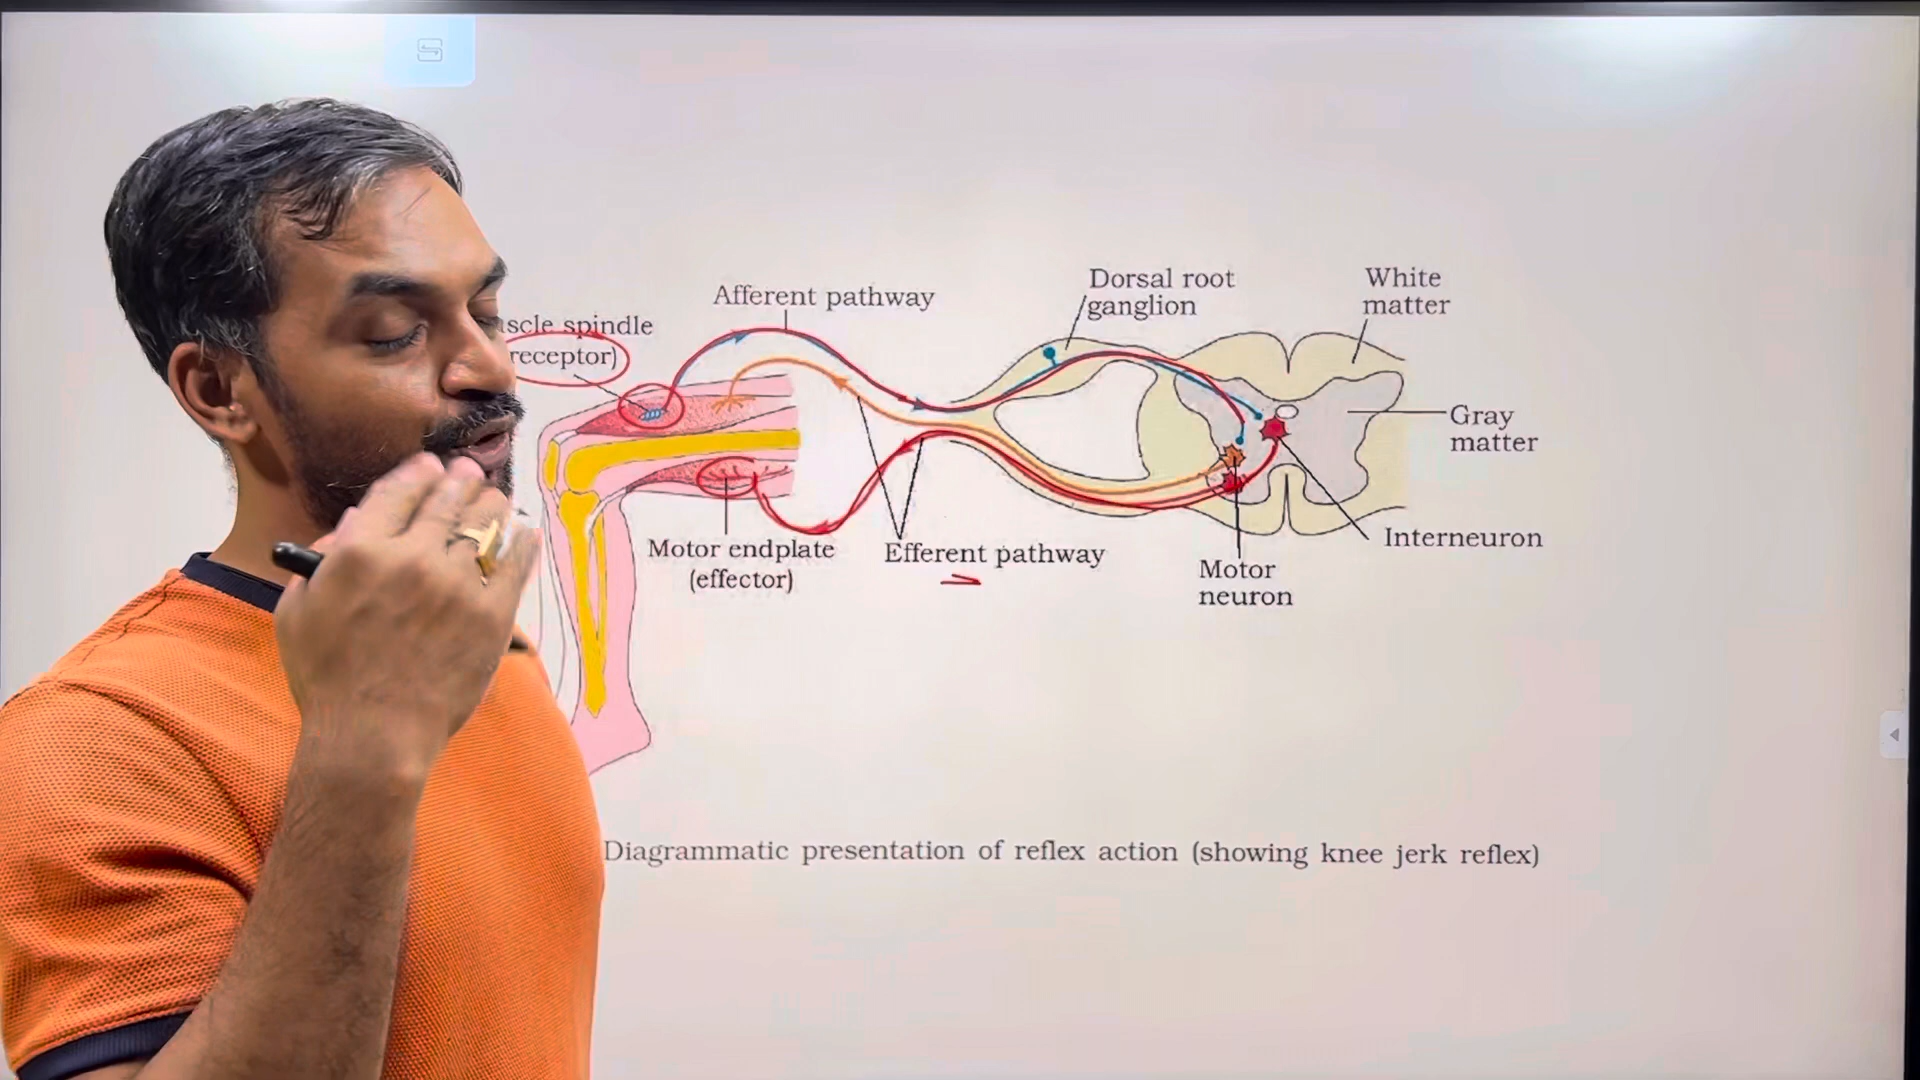 Dorsal root
ganglion
White
matter
Afferent pathway
spindle
receptor)
Gray
matter
Interneuron
Motor endplate
(effector)
Efferent pathway
Motor
neuron
Diagrammatic presentation of reflex action (showing knee jerk reflex)